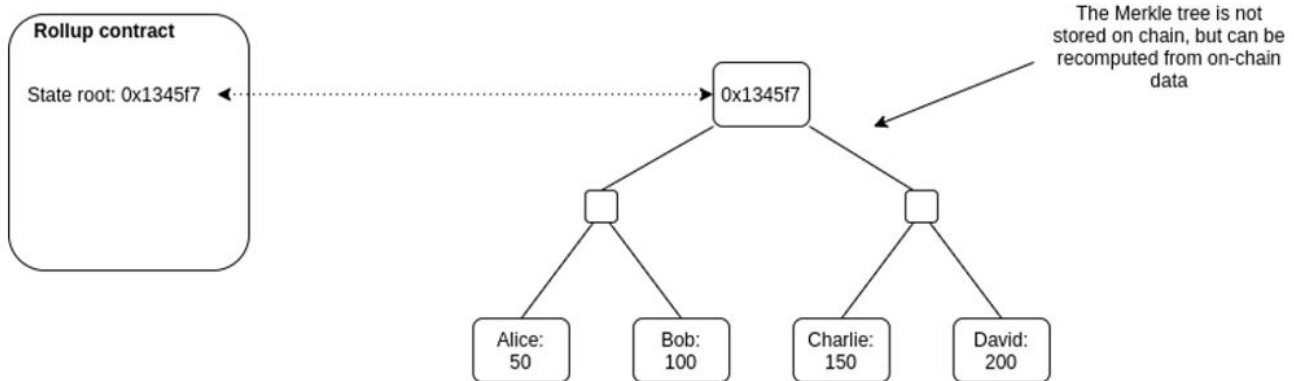 Rollup contract
State root: 0x1345f7
0x1345f7
The Merkle tree is not
stored on chain, but can be
recomputed from on-chain
data
Alice:
50
Bob:
100
Charlie:
150
David:
200